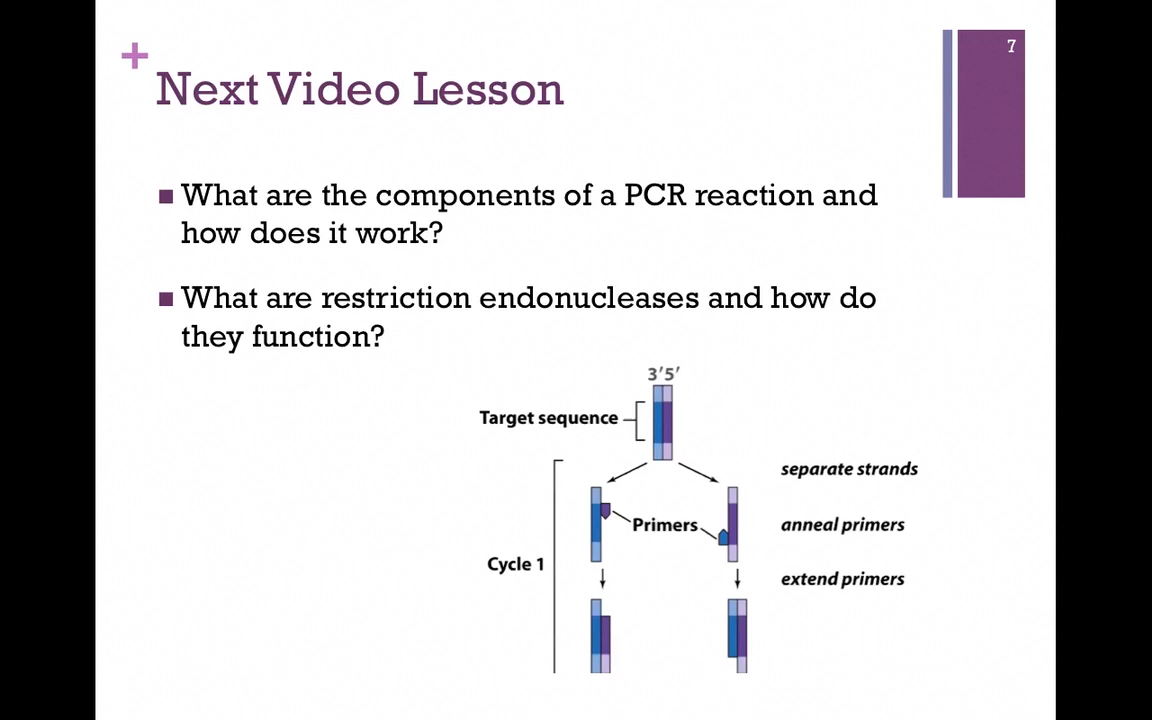 7
+
Next Video Lesson
What are the components of a PCR reaction and
how does it work?
What are restriction endonucleases and how do
they function?
3′5′
Target sequence
separate strands
Primers
anneal primers
Cycle 1
extend primers